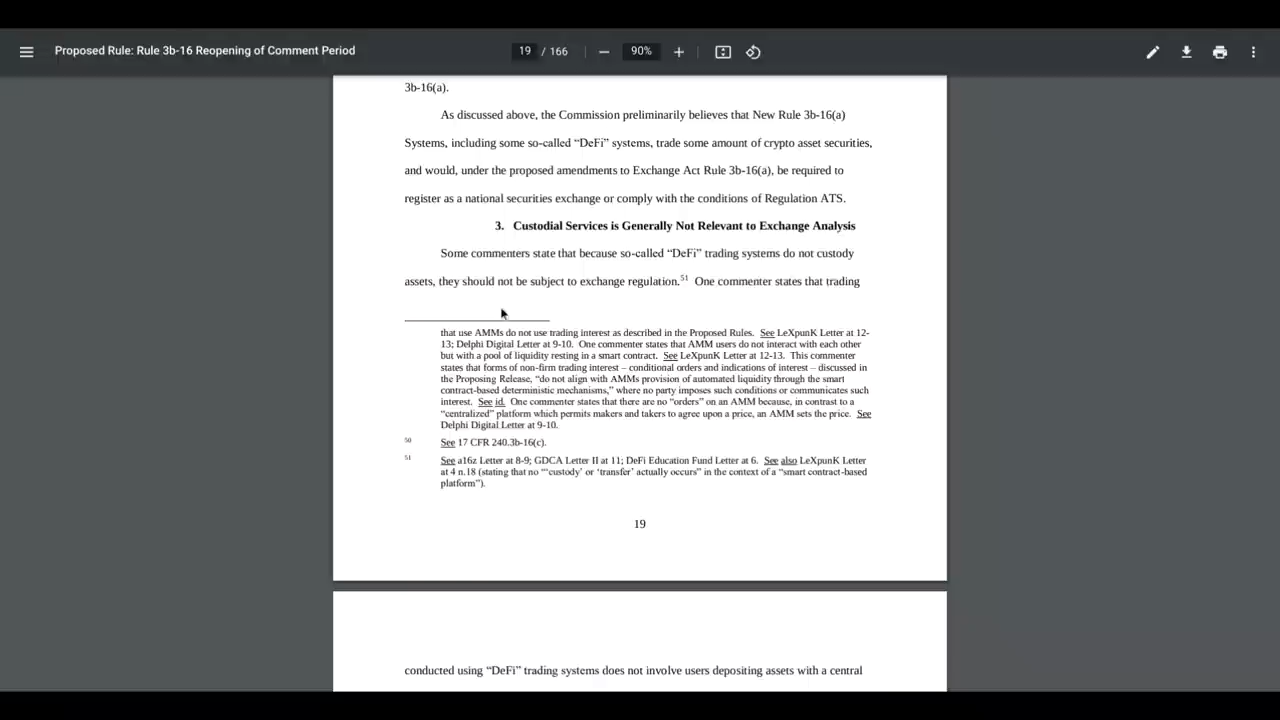 Proposed Rule: Rule 3b-16 Reopening of Comment Period
19 / 166
90%
3b-16(a).
As discussed above, the Commission preliminarily believes that New Rule 3b-16(a)
Systems, including some so-called “DeFi” systems, trade some amount of crypto asset securities,
and would, under the proposed amendments to Exchange Act Rule 3b-16(a), be required to
register as a national securities exchange or comply with the conditions of Regulation ATS.
3. Custodial Services is Generally Not Relevant to Exchange Analysis
Some commenters state that because so-called “DeFi” trading systems do not custody
assets, they should not be subject to exchange regulation.51 One commenter states that trading
that use AMMs do not use trading interest as described in the Proposed Rules. See LeXpunK Letter at 12-
13; Delphi Digital Letter at 9-10. One commenter states that AMM users do not interact with each other
but with a pool of liquidity resting in a smart contract. See LeXpunK Letter at 12-13. This commenter
states that forms of non-firm trading interest – conditional orders and indications of interest – discussed in
the Proposing Release, “do not align with AMMs provision of automated liquidity through the smart
contract-based deterministic mechanisms,” where no party imposes such conditions or communicates such
interest. See id. One commenter states that there are no “orders” on an AMM because, in contrast to a
“centralized” platform which permits makers and takers to agree upon a price, an AMM sets the price. See
Delphi Digital Letter at 9-10.
50 See 17 CFR 240.3b-16(c).
51 See a16z Letter at 8-9; GDCA Letter II at 11; DeFi Education Fund Letter at 6. See also LeXpunK Letter
at 4 n.18 (stating that no “‘custody’ or ‘transfer’ actually occurs” in the context of a “smart contract-based
platform”).
19
conducted using “DeFi” trading systems does not involve users depositing assets with a central